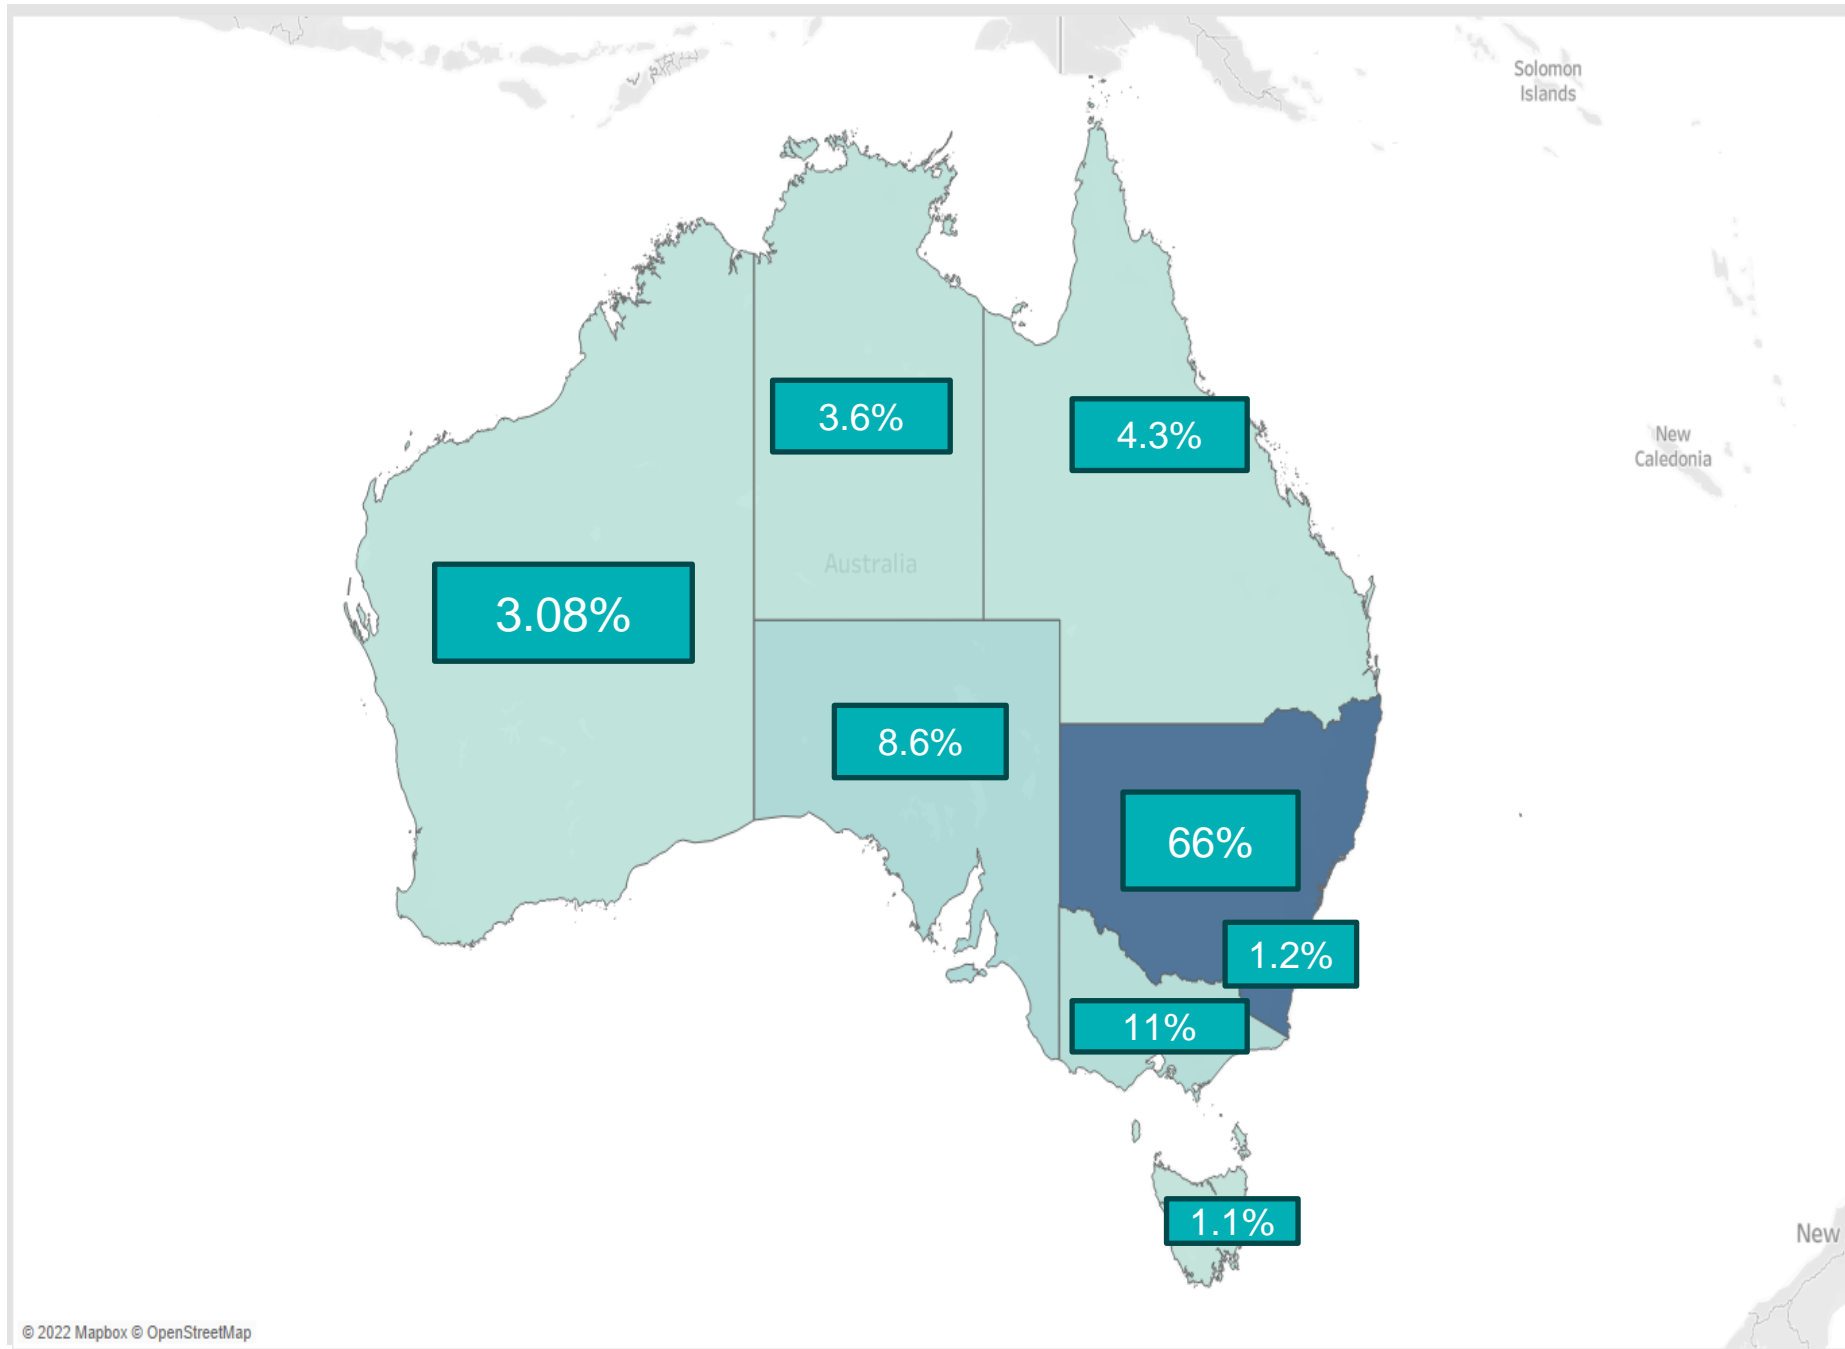 Solomon
Islands
3.6%
4.3%
New
Caledonia
Australia
3.08%
8.6%
66%
1.2%
11%
1.1%
New
© 2022 Mapbox © OpenStreetMap